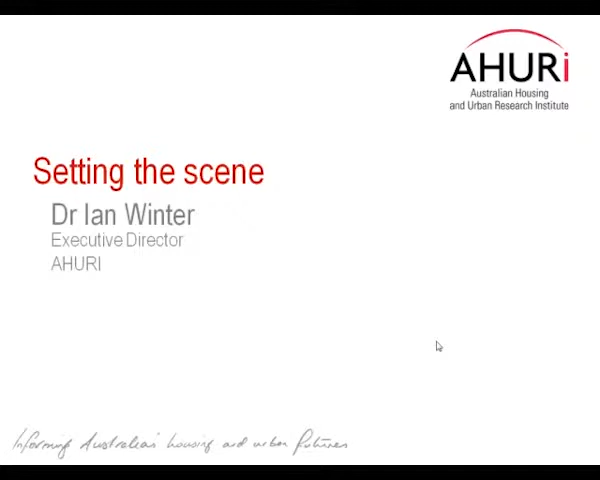 AHURi
Australian Housing
and Urban Research Institute
Setting the scene
Dr Ian Winter
Executive Director
AHURI
Informing Australia's housing and urban futures